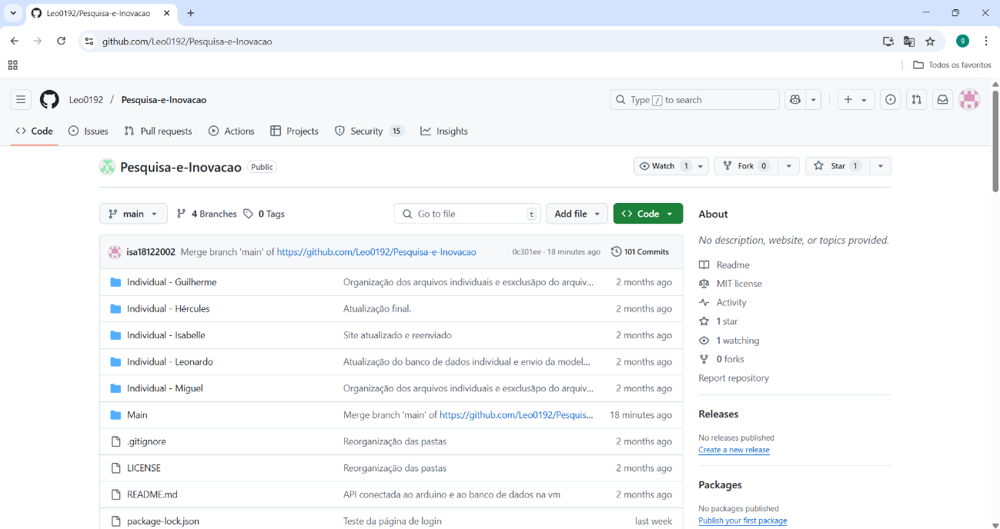 Leo0192/Pesquisa-e-Inovacao
github.com/Leo0192/Pesquisa-e-Inovacao
g
Todos os favoritos
Leo0192 / Pesquisa-e-Inovacao
Type / to search
Code Issues Pull requests Actions Projects Security 15 Insights
Pesquisa-e-Inovacao Public
Watch 1 Fork 0 Star 1
main 4 Branches 0 Tags Go to file t Add file Code
isa18122002 Merge branch 'main' of https://github.com/Leo0192/Pesquisa-e-Inovacao 0c301ee · 18 minutes ago 101 Commits
Individual - Guilherme Organização dos arquivos individuais e esxclusãpo do arquiv... 2 months ago
Individual - Hércules Atualização final. 2 months ago
Individual - Isabelle Site atualizado e reenviado 2 months ago
Individual - Leonardo Atualização do banco de dados individual e envio da model... 2 months ago
Individual - Miguel Organização dos arquivos individuais e esxclusãpo do arquiv... 2 months ago
Main Merge branch 'main' of https://github.com/Leo0192/Pesquis... 18 minutes ago
.gitignore Reorganização das pastas 2 months ago
LICENSE Reorganização das pastas 2 months ago
README.md API conectada ao arduino e ao banco de dados na vm 2 months ago
package-lock.json Teste da página de login last week
About
No description, website, or topics provided.
Readme
MIT license
Activity
1 star
1 watching
0 forks
Report repository
Releases
No releases published
Create a new release
Packages
No packages published
Publish your first package